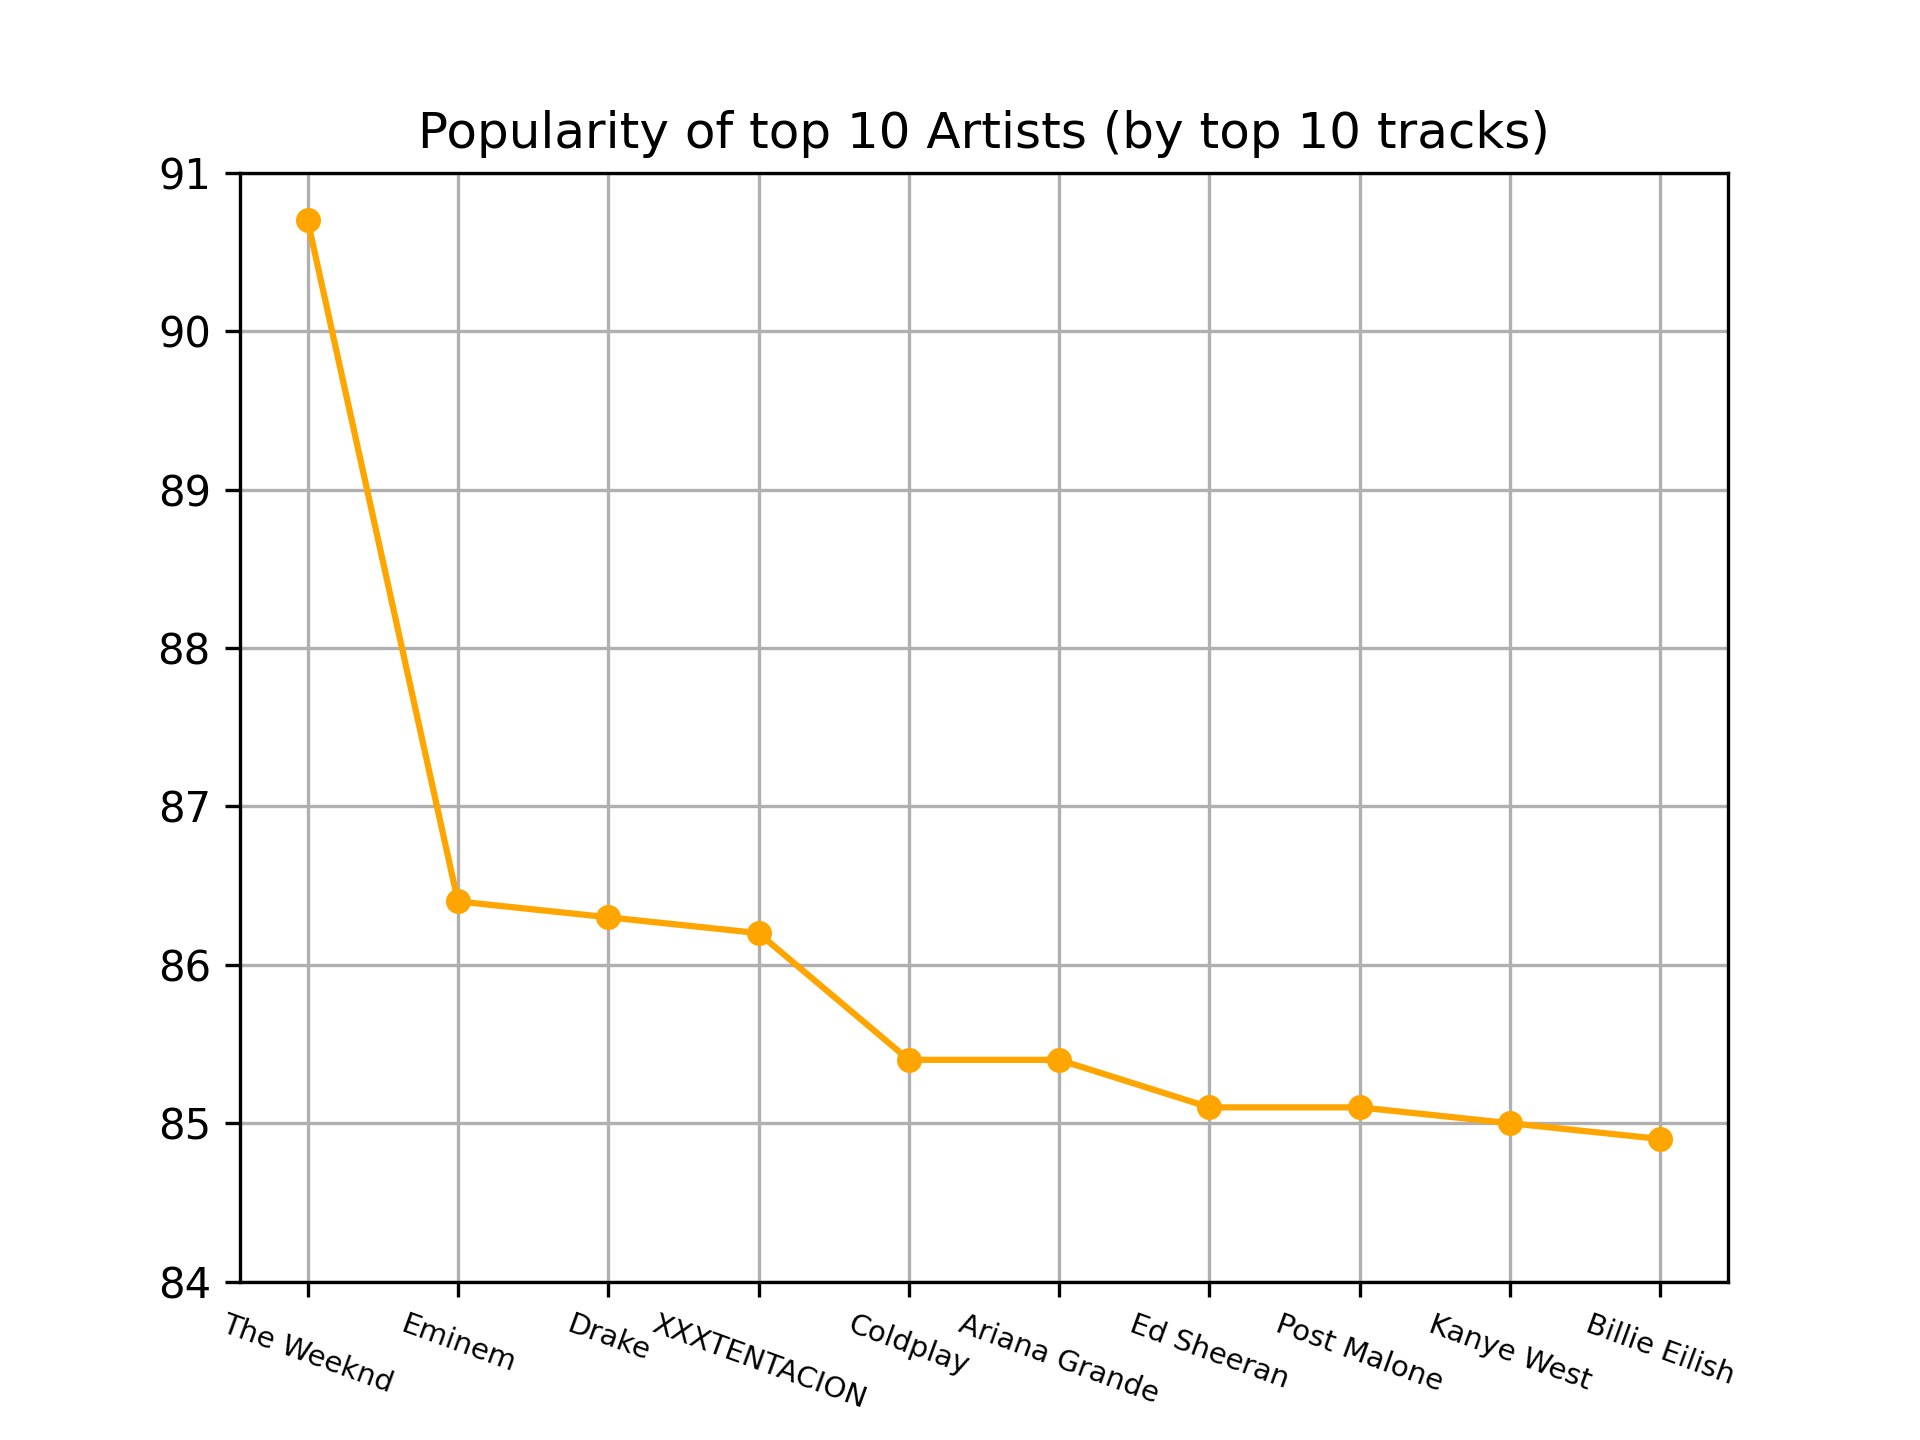 Popularity of top 10 Artists (by top 10 tracks)
91
90
89
88
87
86
85
84
The Weeknd
Eminem
Drake
XXXTENTACION
Coldplay
Ariana Grande
Ed Sheeran
Post Malone
Kanye West
Billie Eilish